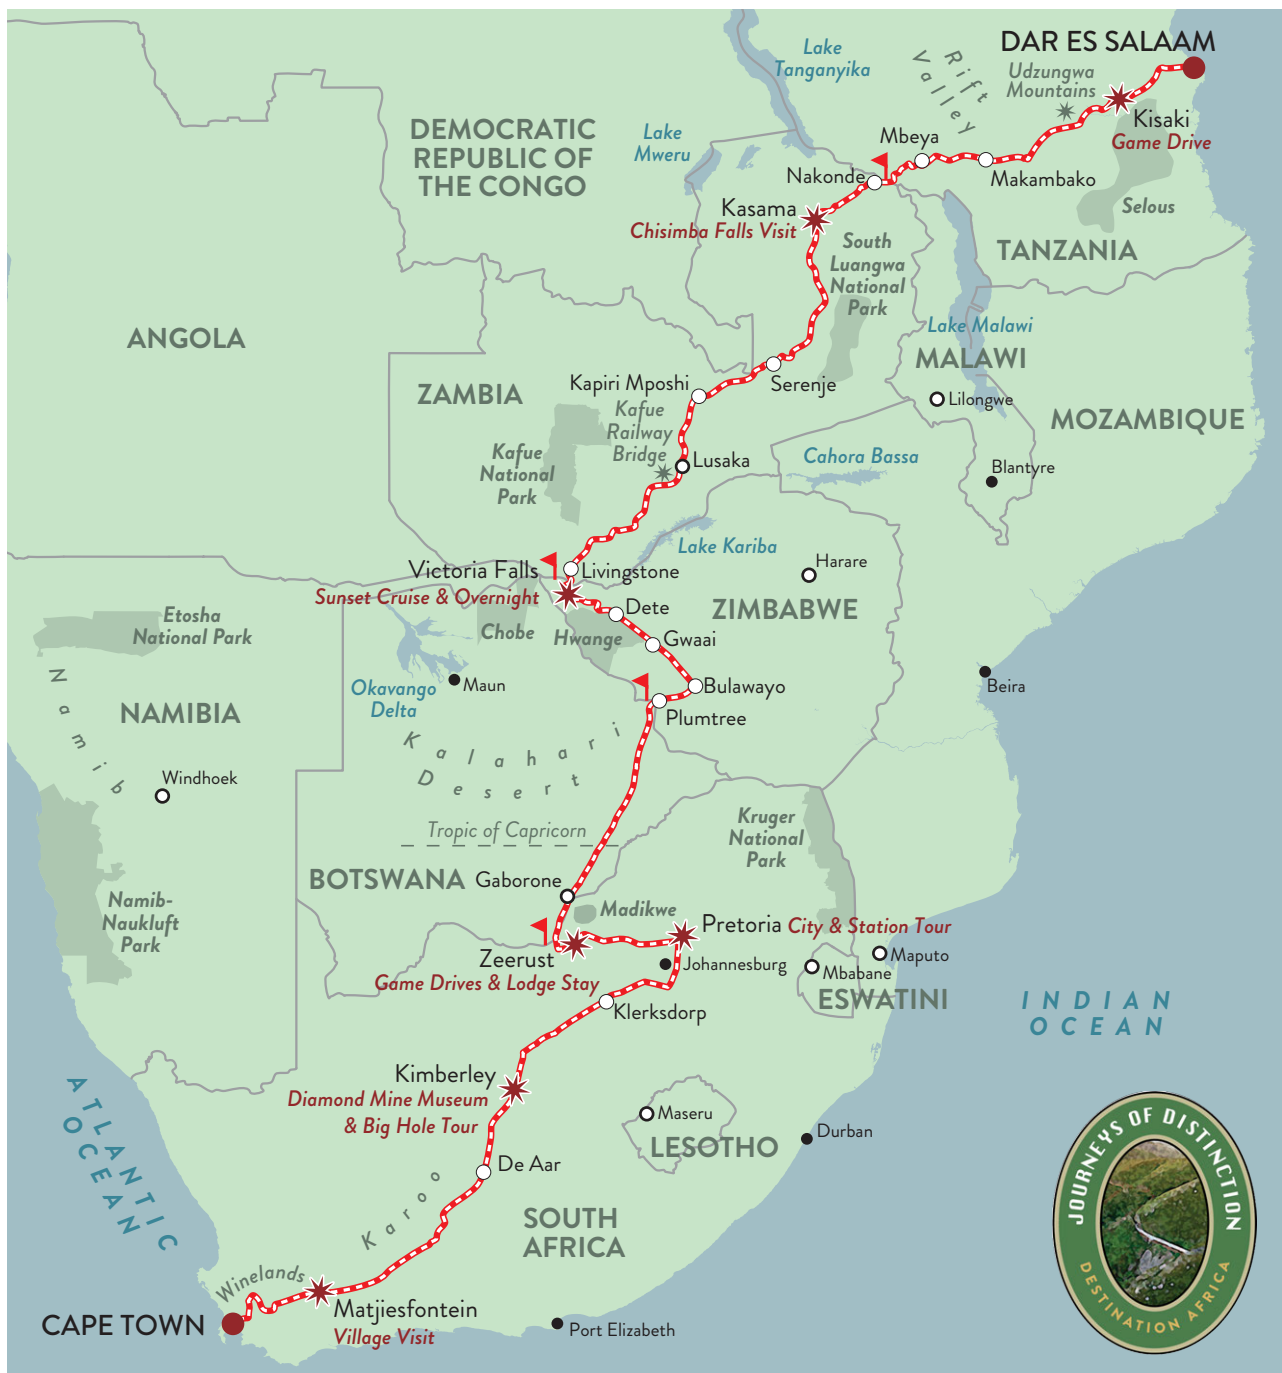 DAR ES SALAAM
Lake
Tanganyika
Rift
Valley
Udzungwa
Mountains
Kisaki
Game Drive
DEMOCRATIC
REPUBLIC OF
THE CONGO
Lake
Mweru
Mbeya
Makambako
Nakonde
Selous
Kasama
Chisimba Falls Visit
South
Luangwa
National
Park
TANZANIA
ANGOLA
Lake Malawi
MALAWI
Lilongwe
ZAMBIA
Kapiri Mposhi
Serenje
MOZAMBIQUE
Kafue
Railway
Bridge
Kafue
National
Park
Lusaka
Cahora Bassa
Blantyre
Lake Kariba
Harare
Victoria Falls
Livingstone
Sunset Cruise & Overnight
Dete
ZIMBABWE
Etosha
National Park
Chobe
Hwange
Gwaai
Namib
Okavango
Delta
Maun
Bulawayo
Beira
NAMIBIA
Plumtree
Kalahari
Desert
Windhoek
Tropic of Capricorn
Kruger
National
Park
BOTSWANA
Gaborone
Namib-
Naukluft
Park
Madikwe
Pretoria City & Station Tour
Zeerust
Game Drives & Lodge Stay
Johannesburg
Maputo
Mbabane
ESWATINI
Klerksdorp
INDIAN
OCEAN
Kimberley
Diamond Mine Museum
& Big Hole Tour
ATLANTIC
OCEAN
Maseru
LESOTHO
Durban
De Aar
Karoo
SOUTH
AFRICA
Winelands
Matjiesfontein
Village Visit
CAPE TOWN
Port Elizabeth
JOURNEYS OF DISTINCTION
DESTINATION AFRICA